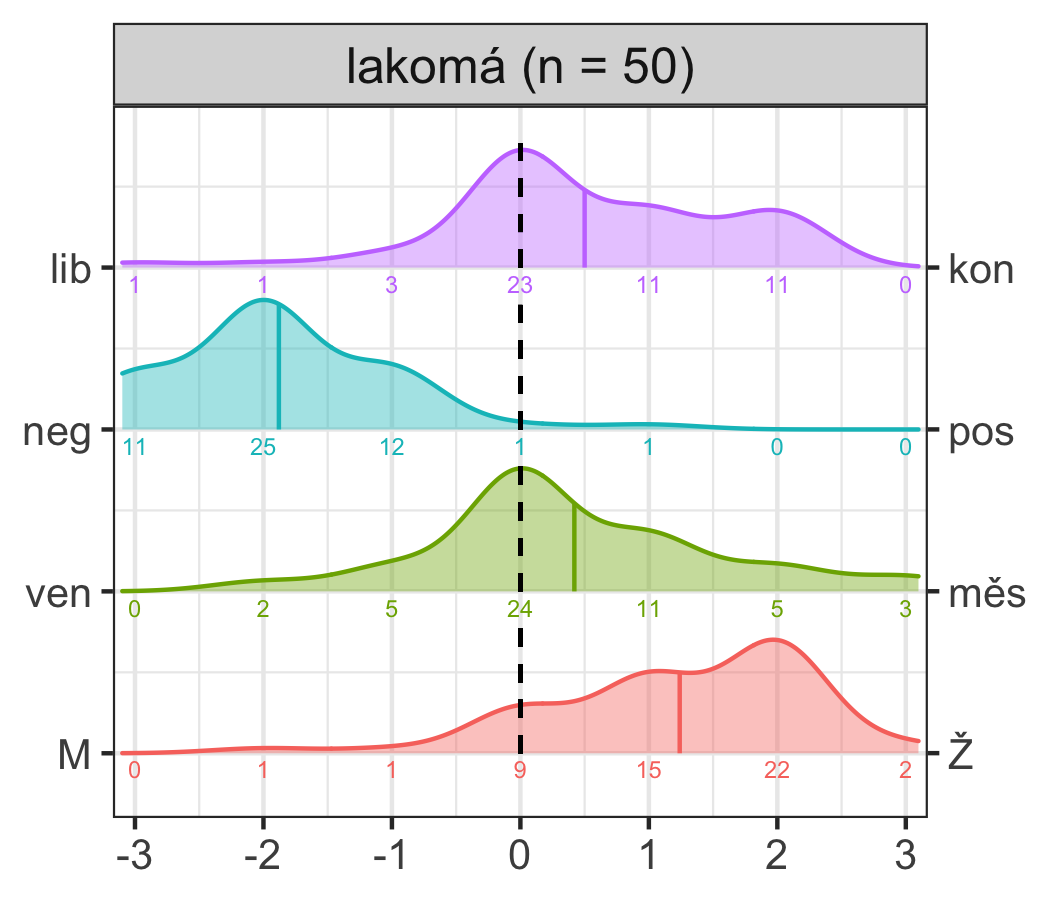 lakomá (n = 50)
lib kon
1 1 3 23 11 11 0
neg pos
11 25 12 1 1 0 0
ven měs
0 2 5 24 11 5 3
M Ž
0 1 1 9 15 22 2
-3 -2 -1 0 1 2 3